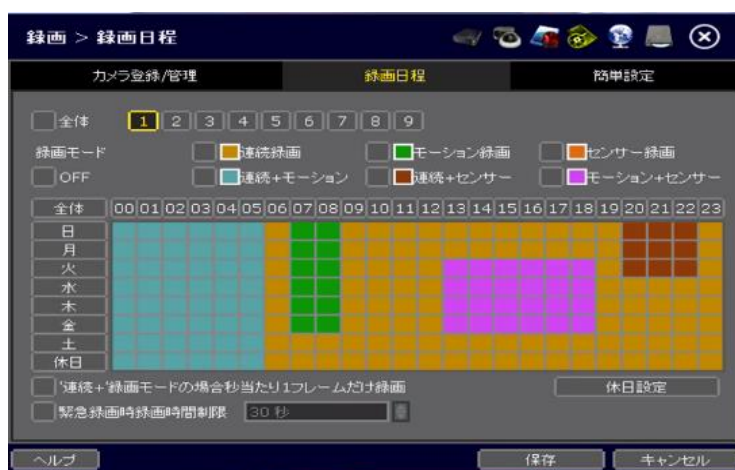 録画 > 録画日程
カメラ登録/管理 録画日程 簡単設定
全体 1 2 3 4 5 6 7 8 9
録画モード 連続録画 モーション録画 センサー録画
OFF 連続+モーション 連続+センサー モーション+センサー
全体 00 01 02 03 04 05 06 07 08 09 10 11 12 13 14 15 16 17 18 19 20 21 22 23
日
月
火
水
木
金
土
休日
'連続+'録画モードの場合秒当たり1フレームだけ録画 休日設定
緊急録画時録画時間制限 30 秒
ヘルプ 保存 キャンセル